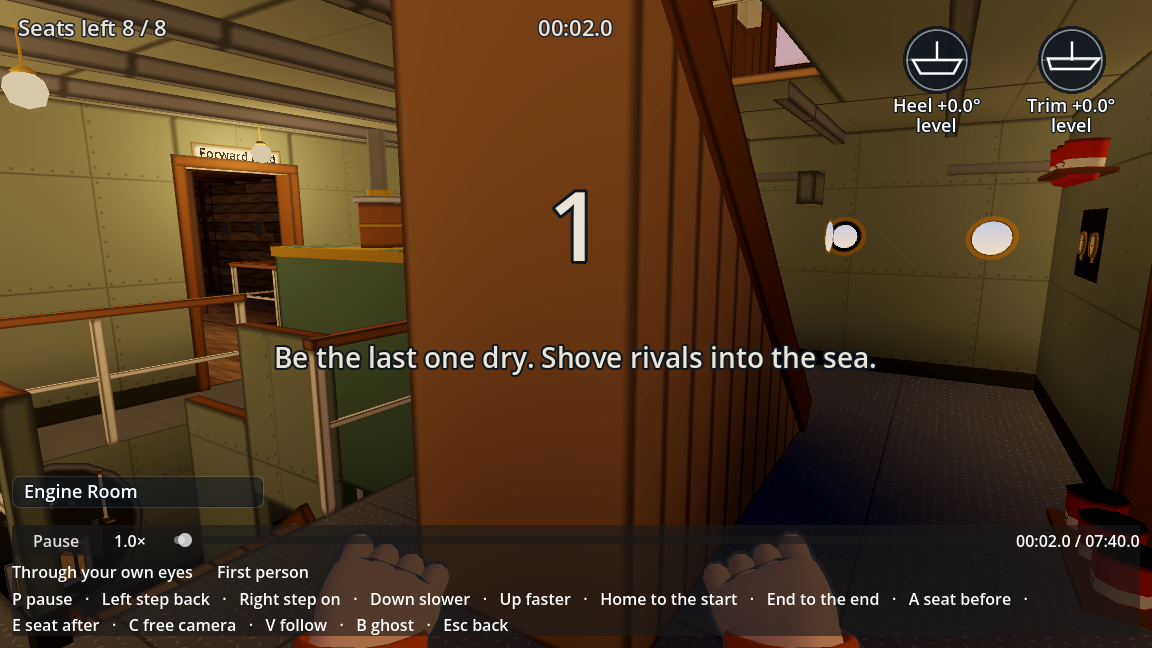 Seats left 8 / 8
00:02.0
Heel +0.0°
level
Trim +0.0°
level
Forward
1
Be the last one dry. Shove rivals into the sea.
Engine Room
Pause 1.0×
00:02.0 / 07:40.0
Through your own eyes First person
P pause · Left step back · Right step on · Down slower · Up faster · Home to the start · End to the end · A seat before ·
E seat after · C free camera · V follow · B ghost · Esc back